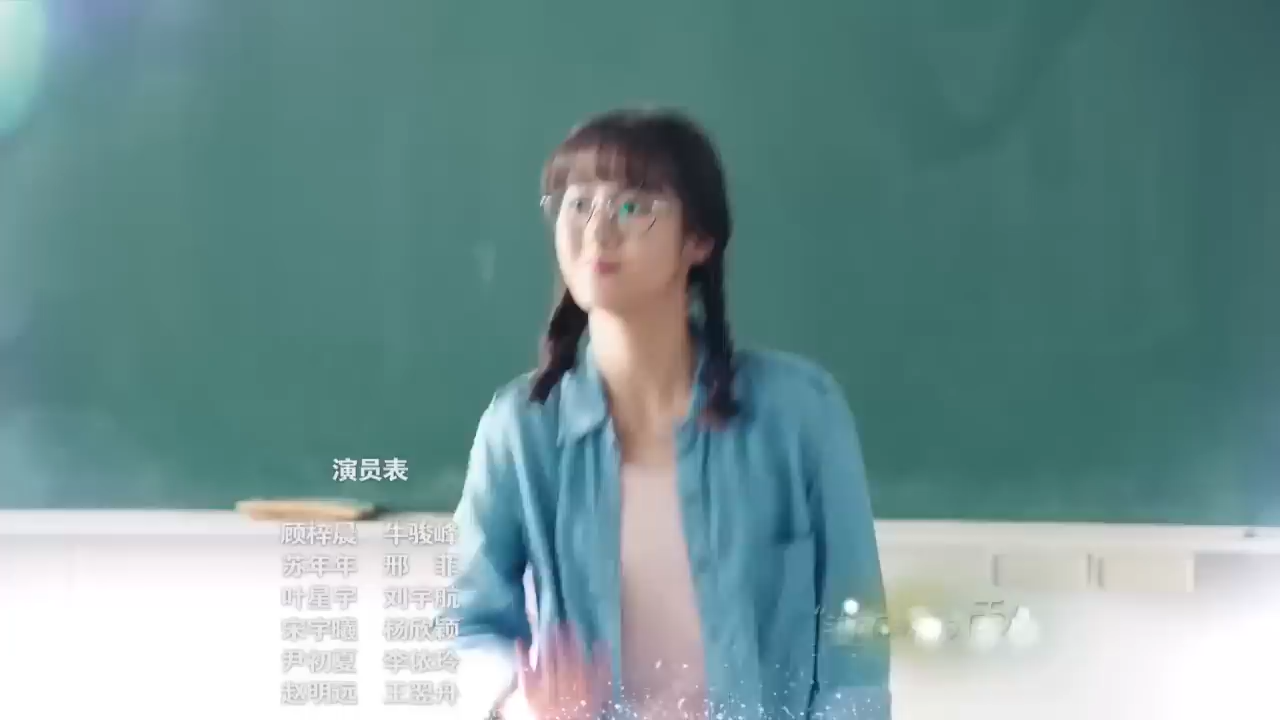 演员表
顾梓晨 牛骏峰
苏年年 邢 菲
叶星宇 刘宇航
宋宇曦 杨欣颖
尹初夏 李依玲
赵明远 王翌舟